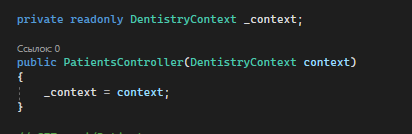 private readonly DentistryContext _context;
Ссылок: 0
public PatientsController(DentistryContext context)
{
_context = context;
}